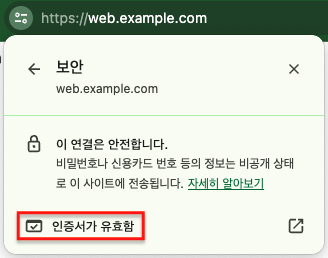 https://web.example.com
보안
web.example.com
이 연결은 안전합니다.
비밀번호나 신용카드 번호 등의 정보는 비공개 상태
로 이 사이트에 전송됩니다. 자세히 알아보기
인증서가 유효함